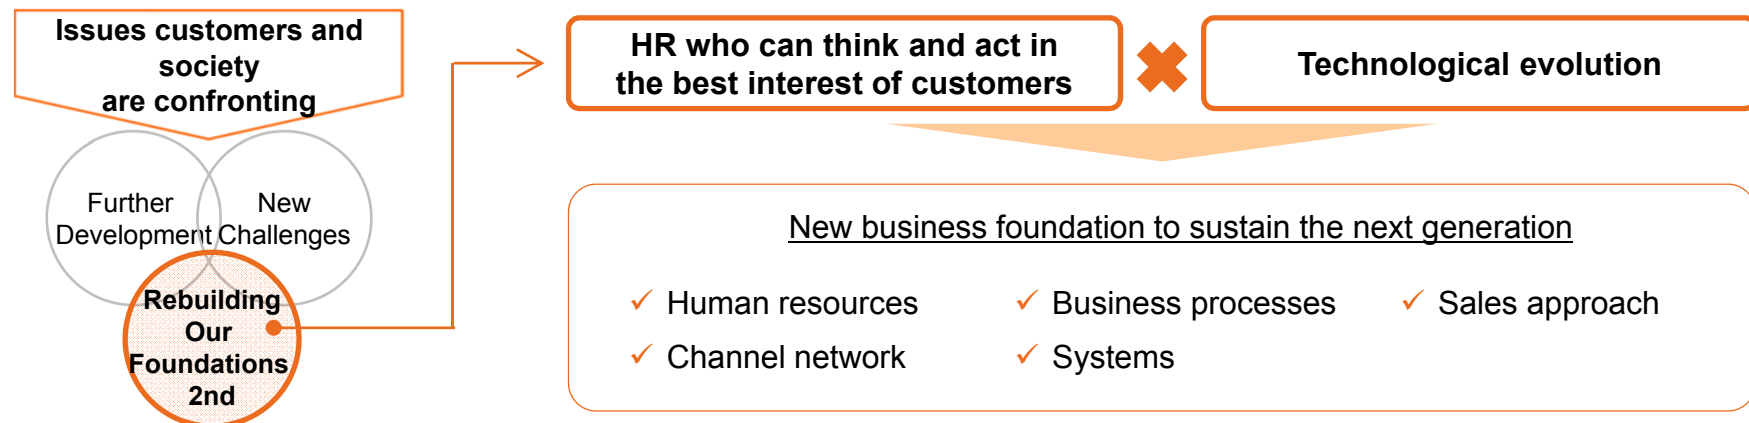 Issues customers and
society
are confronting
Further
Development
New
Challenges
Rebuilding
Our
Foundations
2nd
HR who can think and act in
the best interest of customers
Technological evolution
New business foundation to sustain the next generation
✓ Human resources
✓ Business processes
✓ Sales approach
✓ Channel network
✓ Systems